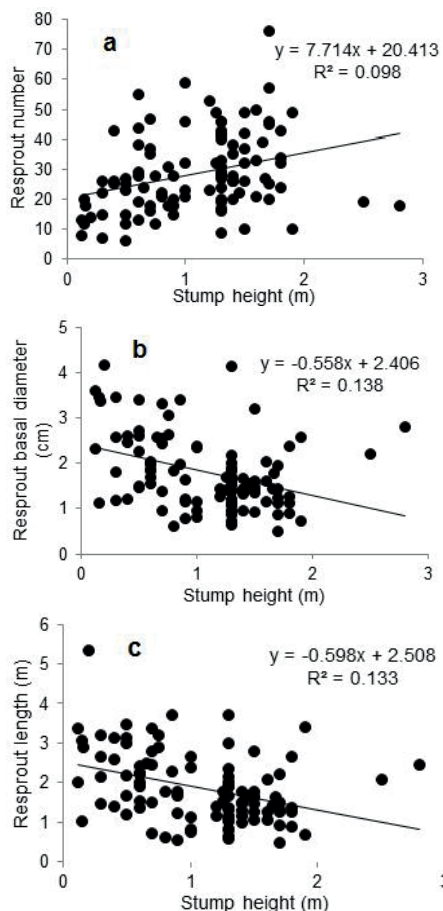 a
y = 7.714x + 20.413
R² = 0.098
Resprout number
80
70
60
50
40
30
20
10
0
0 1 2 3
Stump height (m)
b
y = -0.558x + 2.406
R² = 0.138
Resprout basal diameter
(cm)
5
4
3
2
1
0
0 1 2 3
Stump height (m)
c
y = -0.598x + 2.508
R² = 0.133
Resprout length (m)
6
5
4
3
2
1
0
0 1 2 3
Stump height (m)